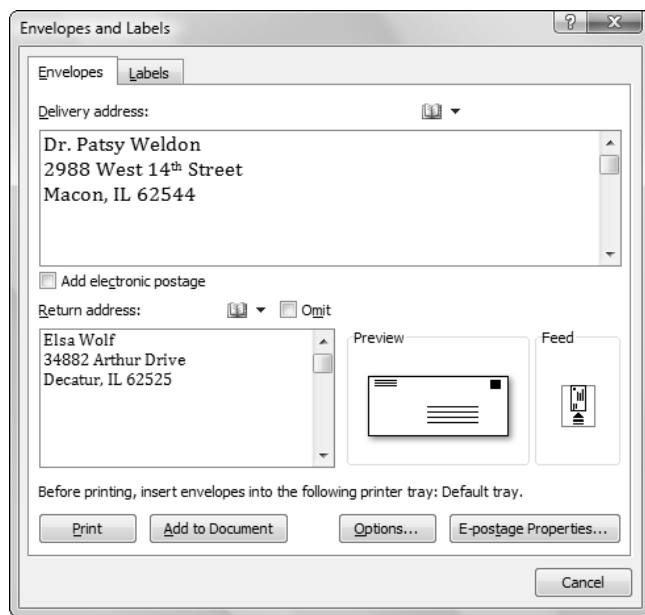 Envelopes and Labels
Envelopes Labels
Delivery address:
Dr. Patsy Weldon
2988 West 14th Street
Macon, IL 62544
Add electronic postage
Return address: Omit
Elsa Wolf
34882 Arthur Drive
Decatur, IL 62525
Preview
Feed
Before printing, insert envelopes into the following printer tray: Default tray.
Print Add to Document Options... E-postage Properties...
Cancel